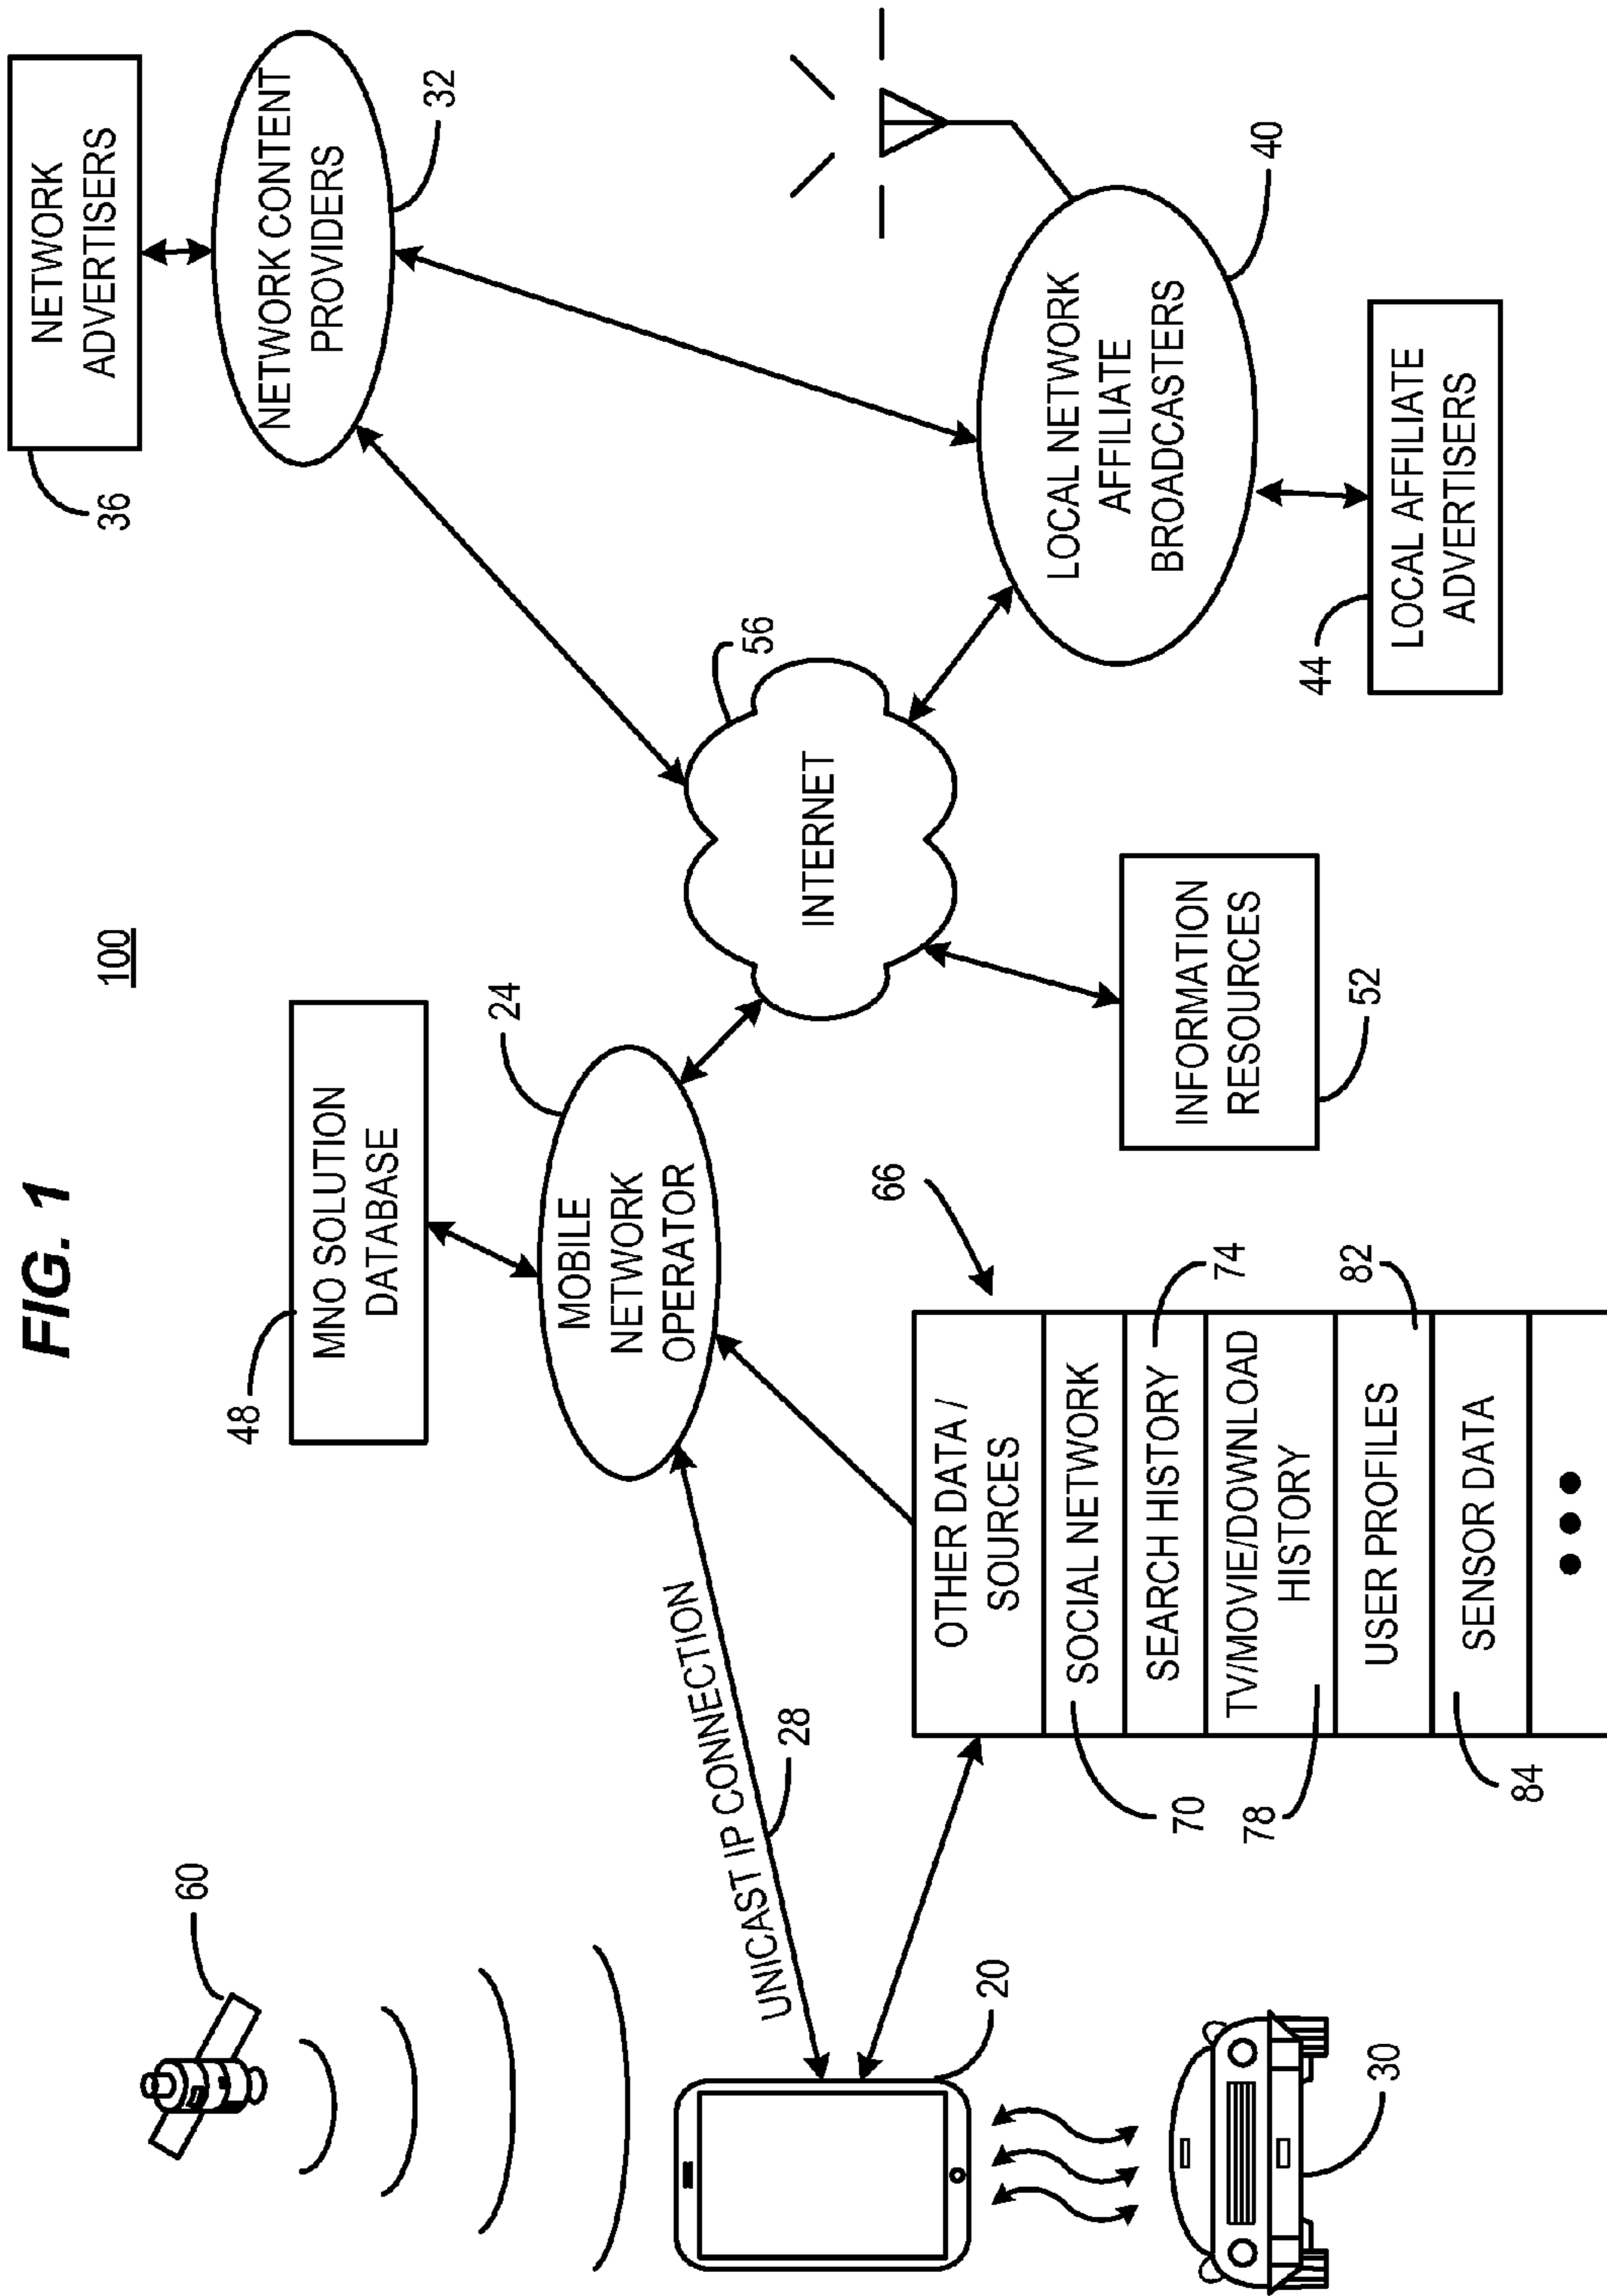 FIG. 1
100
60
48
MNO SOLUTION
DATABASE
24
MOBILE
NETWORK
OPERATOR
UNICAST IP CONNECTION
28
20
30
66
OTHER DATA /
SOURCES
SOCIAL NETWORK
70
SEARCH HISTORY
74
TV/MOVIE/DOWNLOAD
HISTORY
78
USER PROFILES
82
SENSOR DATA
84
INTERNET
56
INFORMATION
RESOURCES
52
36
NETWORK
ADVERTISERS
NETWORK CONTENT
PROVIDERS
32
LOCAL NETWORK
AFFILIATE
BROADCASTERS
40
44
LOCAL AFFILIATE
ADVERTISERS